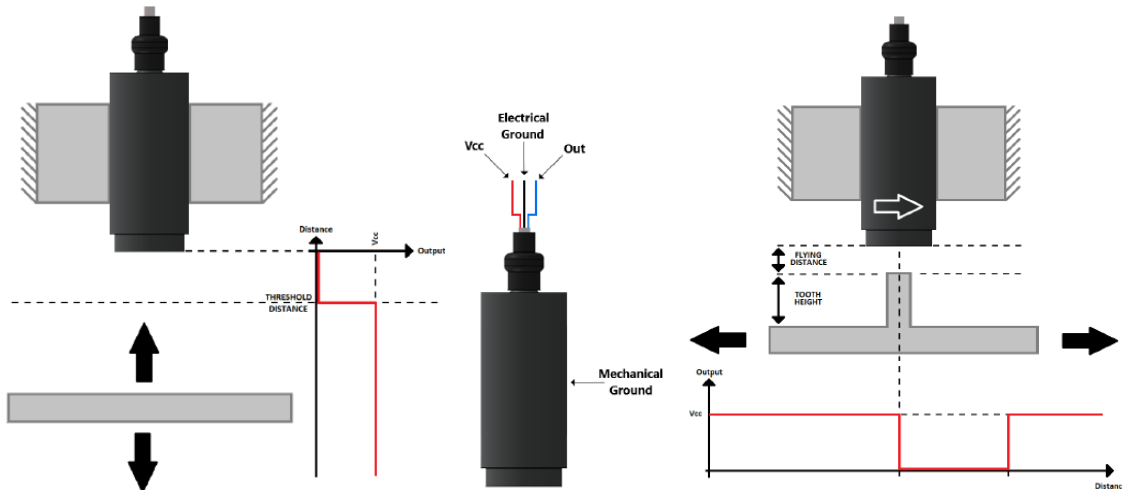 Distance
Vcc
Output
THRESHOLD
DISTANCE
Electrical
Ground
Vcc
Out
Mechanical
Ground
FLYING
DISTANCE
TOOTH
HEIGHT
Output
Vcc
Distanc